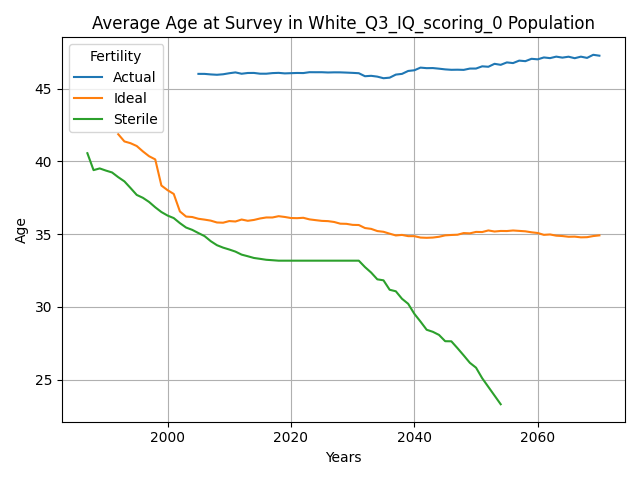 Average Age at Survey in White_Q3_IQ_scoring_0 Population
Fertility
Actual
Ideal
Sterile
45
40
35
30
25
Age
2000
2020
2040
2060
Years